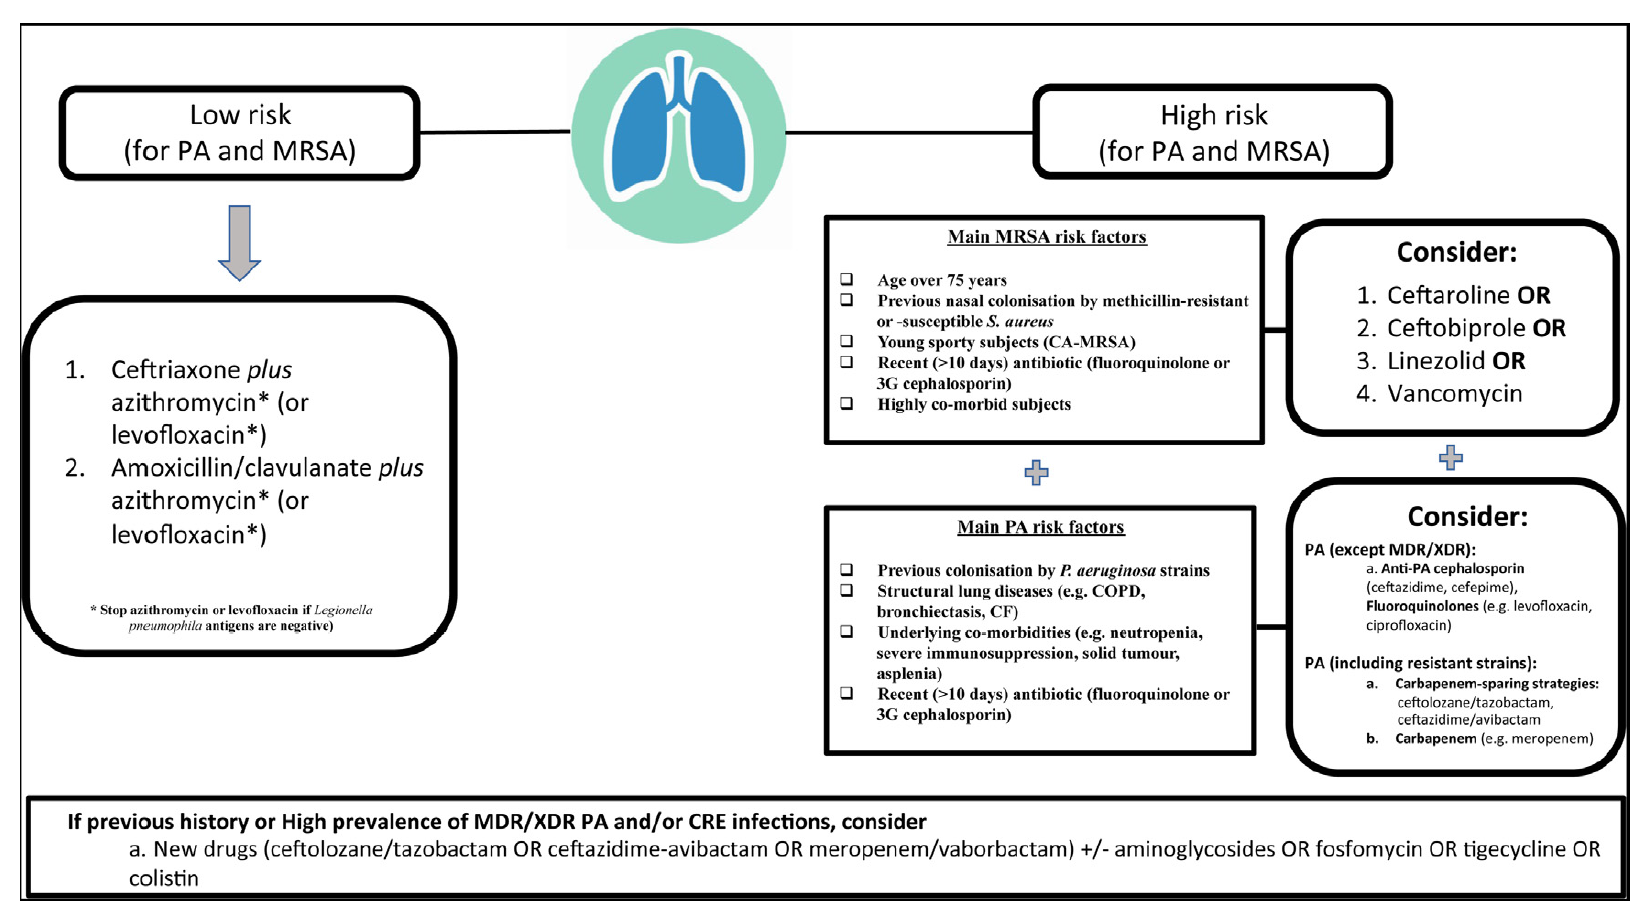 Low risk
(for PA and MRSA)
High risk
(for PA and MRSA)
1. Ceftriaxone plus
azithromycin* (or
levofloxacin*)
2. Amoxicillin/clavulanate plus
azithromycin* (or
levofloxacin*)
* Stop azithromycin or levofloxacin if Legionella
pneumophila antigens are negative)
Main MRSA risk factors
❑ Age over 75 years
❑ Previous nasal colonisation by methicillin-resistant
or -susceptible S. aureus
❑ Young sporty subjects (CA-MRSA)
❑ Recent (>10 days) antibiotic (fluoroquinolone or
3G cephalosporin)
❑ Highly co-morbid subjects
Consider:
1. Ceftaroline OR
2. Ceftobiprole OR
3. Linezolid OR
4. Vancomycin
Main PA risk factors
❑ Previous colonisation by P. aeruginosa strains
❑ Structural lung diseases (e.g. COPD,
bronchiectasis, CF)
❑ Underlying co-morbidities (e.g. neutropenia,
severe immunosuppression, solid tumour,
asplenia)
❑ Recent (>10 days) antibiotic (fluoroquinolone or
3G cephalosporin)
Consider:
PA (except MDR/XDR):
a. Anti-PA cephalosporin
(ceftazidime, cefepime),
Fluoroquinolones (e.g. levofloxacin,
ciprofloxacin)
PA (including resistant strains):
a. Carbapenem-sparing strategies:
ceftolozane/tazobactam,
ceftazidime/avibactam
b. Carbapenem (e.g. meropenem)
If previous history or High prevalence of MDR/XDR PA and/or CRE infections, consider
a. New drugs (ceftolozane/tazobactam OR ceftazidime-avibactam OR meropenem/vaborbactam) +/- aminoglycosides OR fosfomycin OR tigecycline OR
colistin